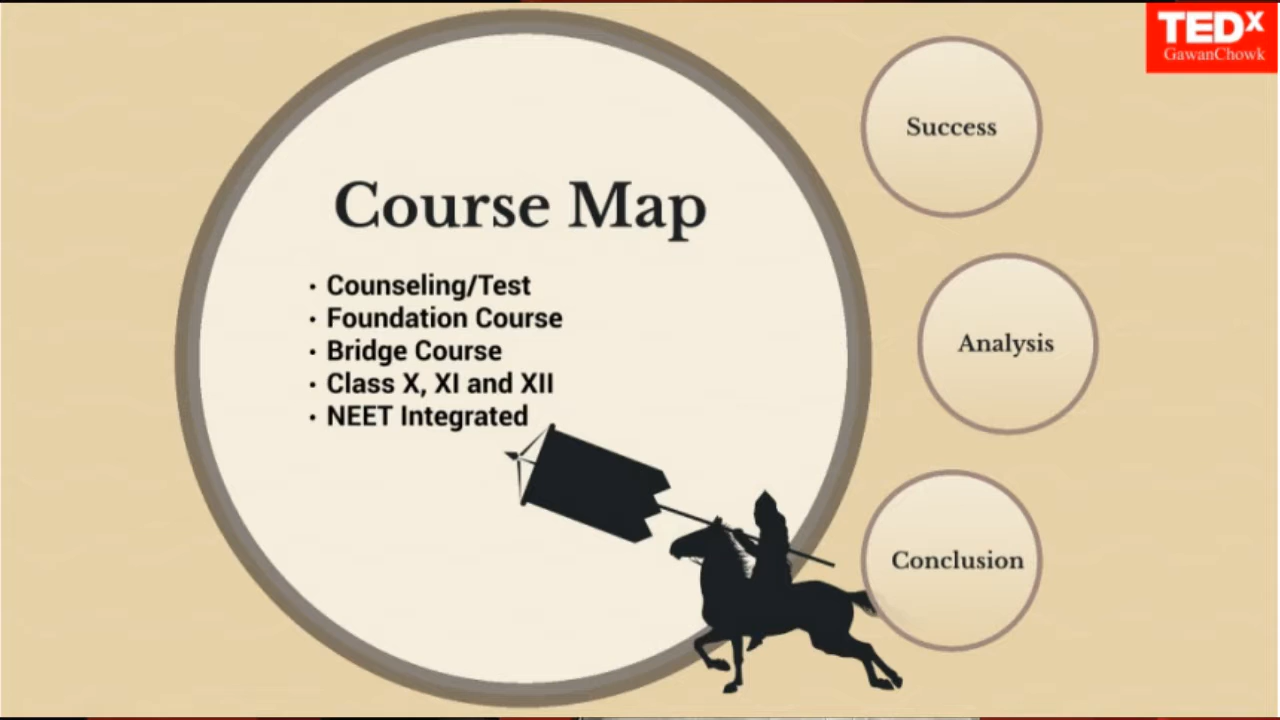 TEDx
GawanChowk
Course Map
• Counseling/Test
• Foundation Course
• Bridge Course
• Class X, XI and XII
• NEET Integrated
Success
Analysis
Conclusion